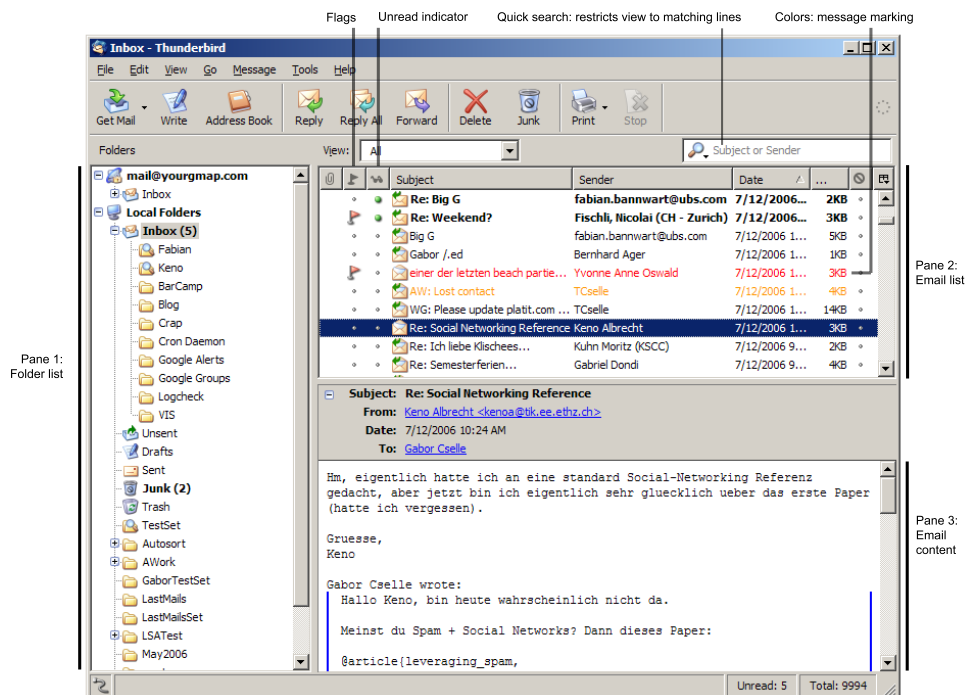 Flags
Unread indicator
Quick search: restricts view to matching lines
Colors: message marking
Inbox - Thunderbird
File Edit View Go Message Tools Help
Get Mail Write Address Book Reply Reply All Forward Delete Junk Print Stop
Folders
View: All
Subject or Sender
mail@yourgmap.com
Inbox
Local Folders
Inbox (5)
Fabian
Keno
BarCamp
Blog
Crap
Cron Daemon
Google Alerts
Google Groups
Logcheck
VIS
Unsent
Drafts
Sent
Junk (2)
Trash
TestSet
Autosort
AWork
GaborTestSet
LastMails
LastMailsSet
LSATest
May2006
Subject Sender Date ...
Re: Big G fabian.bannwart@ubs.com 7/12/2006... 2KB
Re: Weekend? Fischli, Nicolai (CH - Zurich) 7/12/2006... 3KB
Big G fabian.bannwart@ubs.com 7/12/2006 1... 5KB
Gabor /.ed Bernhard Ager 7/12/2006 1... 1KB
einer der letzten beach partie... Yvonne Anne Oswald 7/12/2006 1... 3KB
AW: Lost contact TCselle 7/12/2006 1... 4KB
WG: Please update platit.com ... TCselle 7/12/2006 1... 14KB
Re: Social Networking Reference Keno Albrecht 7/12/2006 1... 3KB
Re: Ich liebe Klischees... Kuhn Moritz (KSCC) 7/12/2006 9... 2KB
Re: Semesterferien... Gabriel Dondi 7/12/2006 9... 4KB
Subject: Re: Social Networking Reference
From: Keno Albrecht <kenoa@tik.ee.ethz.ch>
Date: 7/12/2006 10:24 AM
To: Gabor Cselle
Hm, eigentlich hatte ich an eine standard Social-Networking Referenz
gedacht, aber jetzt bin ich eigentlich sehr gluecklich ueber das erste Paper
(hatte ich vergessen).
Gruesse,
Keno
Gabor Cselle wrote:
Hallo Keno, bin heute wahrscheinlich nicht da.
Meinst du Spam + Social Networks? Dann dieses Paper:
@article{leveraging_spam,
Unread: 5 Total: 9994
Pane 1:
Folder list
Pane 2:
Email list
Pane 3:
Email
content